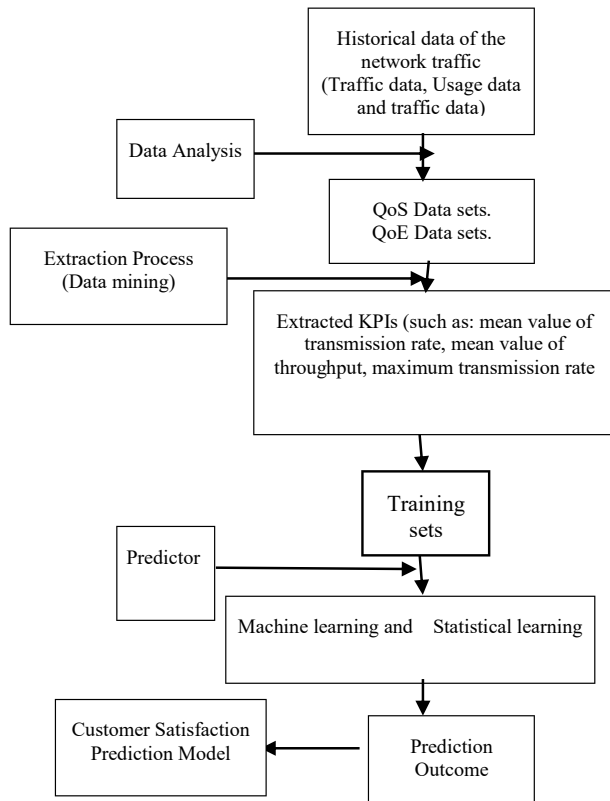 Historical data of the
network traffic
(Traffic data, Usage data
and traffic data)
Data Analysis
QoS Data sets.
QoE Data sets.
Extraction Process
(Data mining)
Extracted KPIs (such as: mean value of
transmission rate, mean value of
throughput, maximum transmission rate
Training
sets
Predictor
Machine learning and Statistical learning
Customer Satisfaction
Prediction Model
Prediction
Outcome